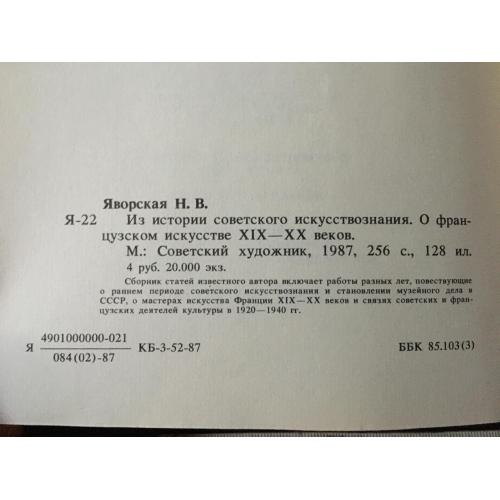 Яворская Н. В.
Я-22 Из истории советского искусствознания. О фран-
цузском искусстве XIX—XX веков.
М.: Советский художник, 1987, 256 с., 128 ил.
4 руб. 20.000 экз.
Сборник статей известного автора включает работы разных лет, повествующие
о раннем периоде советского искусствознания и становлении музейного дела в
СССР, о мастерах искусства Франции XIX—XX веков и связях советских и фран-
цузских деятелей культуры в 1920—1940 гг.
4901000000-021
Я КБ-3-52-87 ББК 85.103(3)
084(02)-87